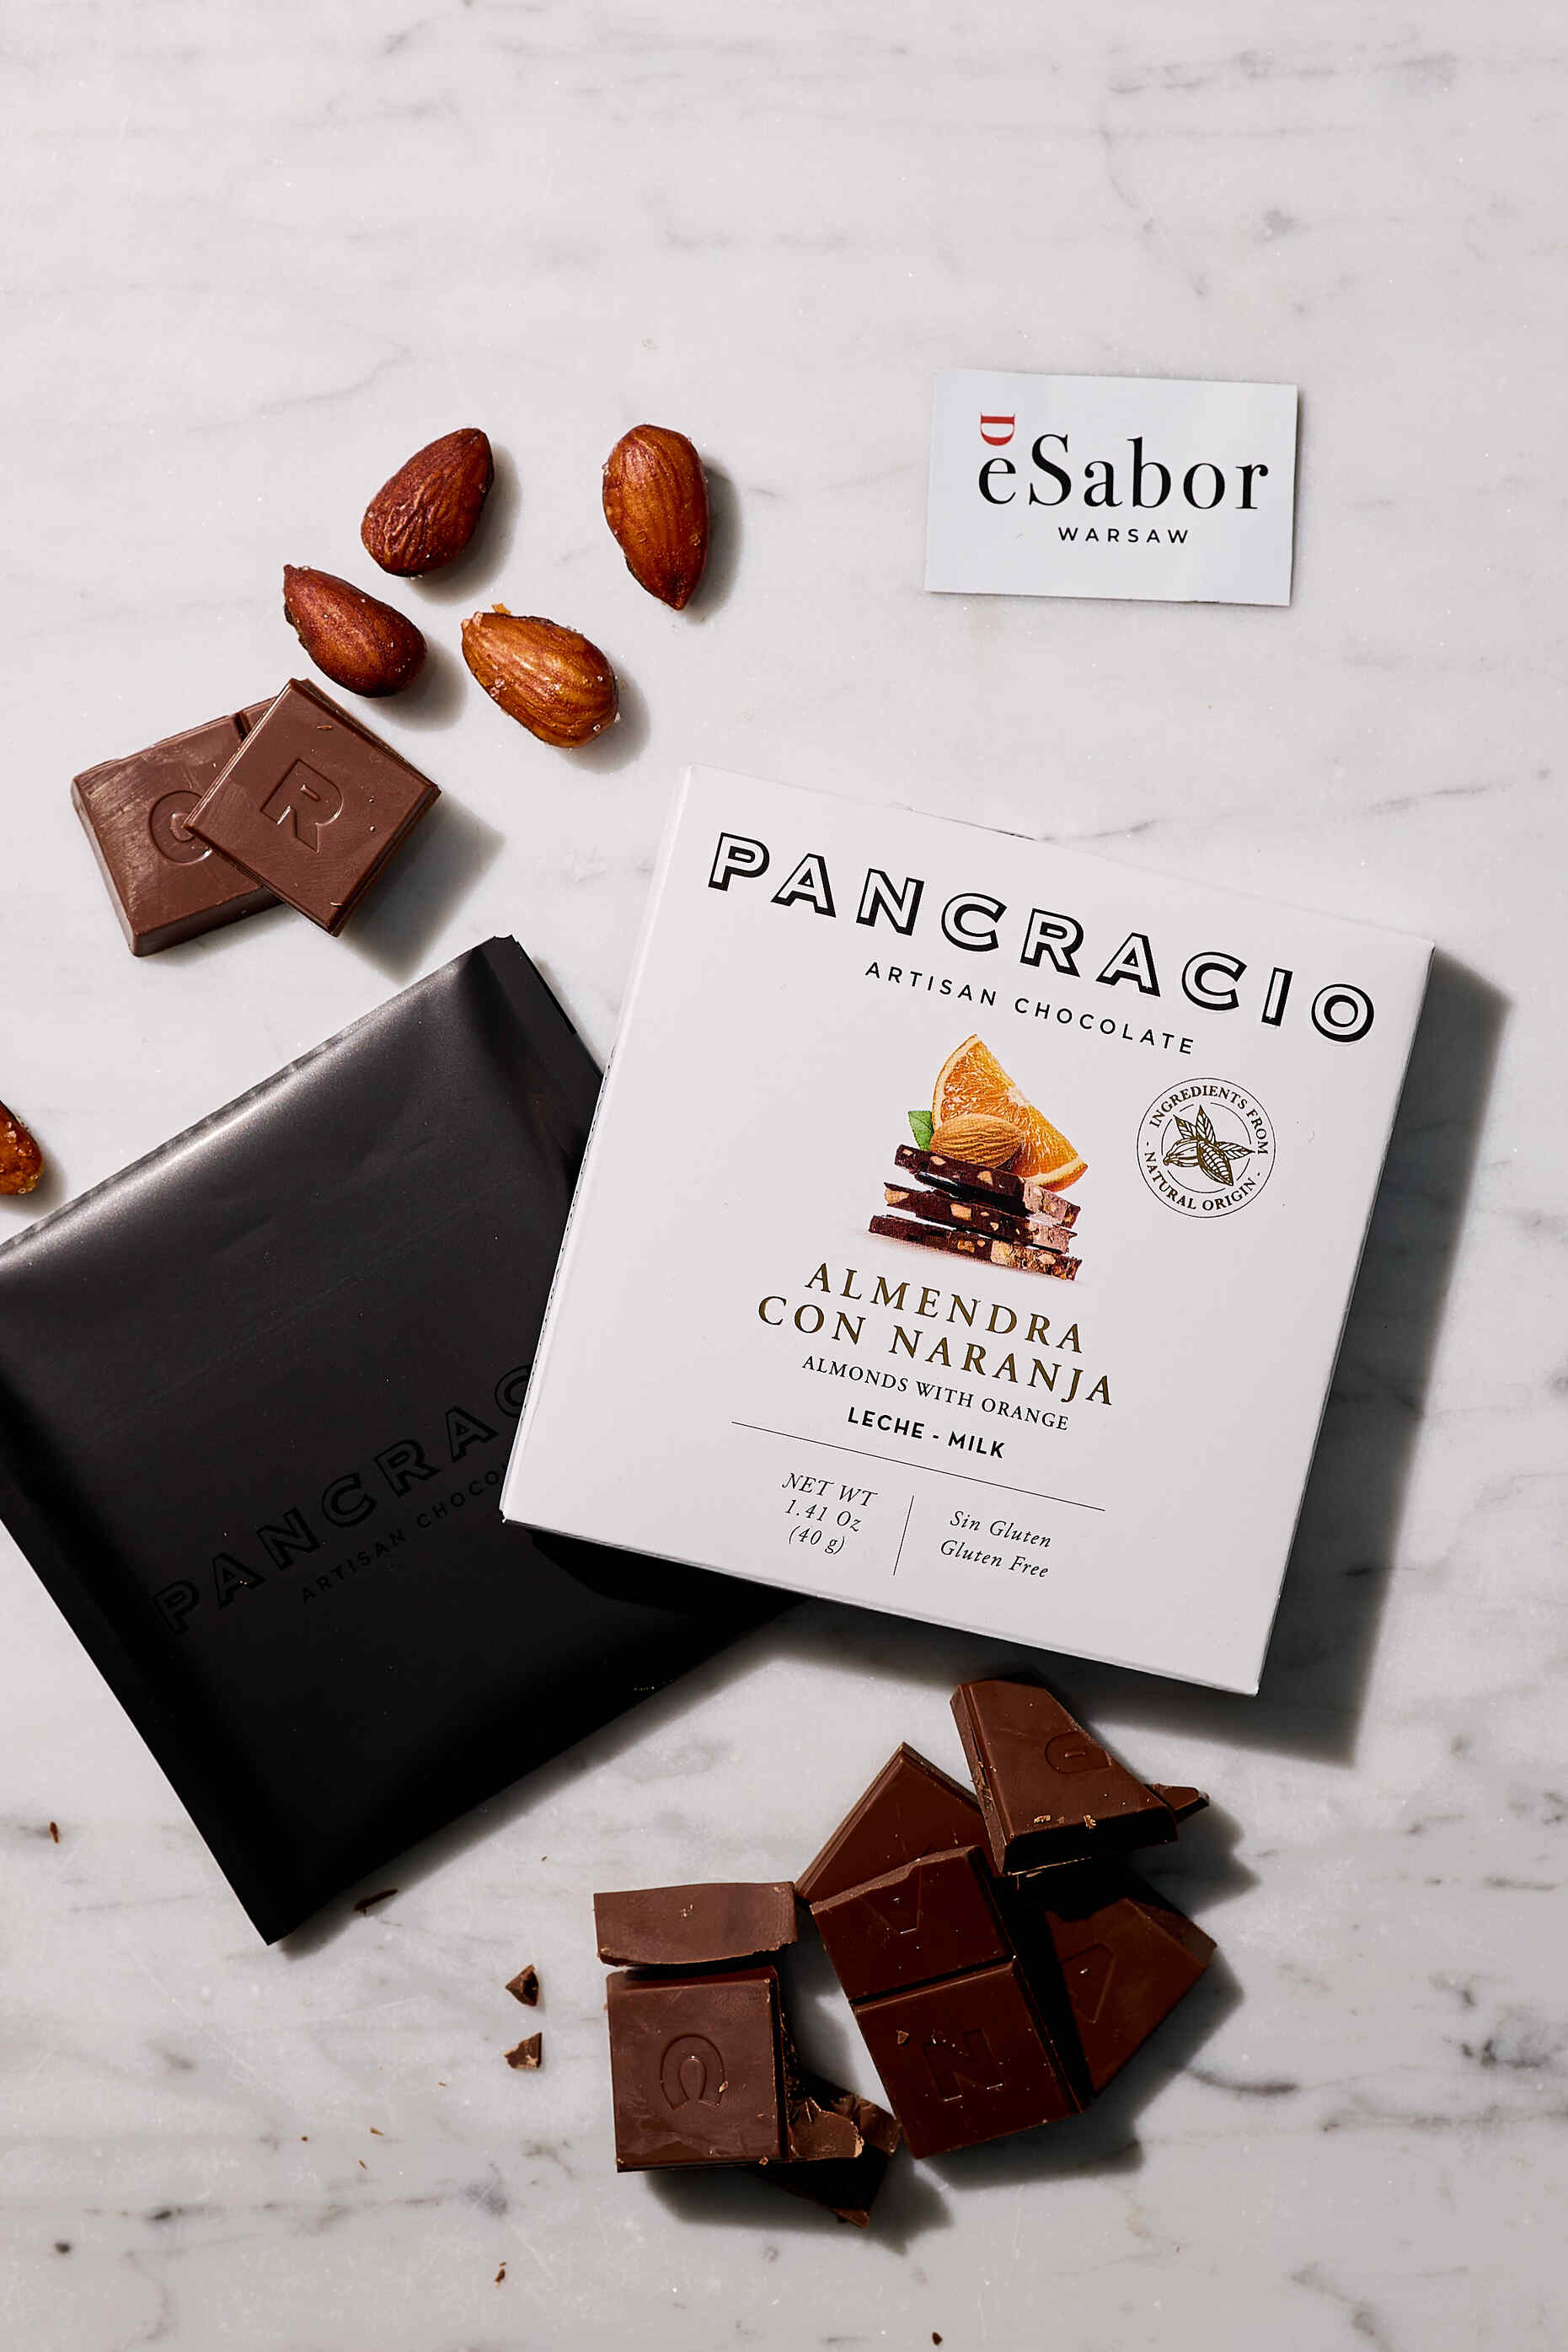 DeSabor
WARSAW
R
PANCRACIO
ARTISAN CHOCOLATE
INGREDIENTS FROM
- NATURAL ORIGIN -
ALMENDRA
CON NARANJA
ALMONDS WITH ORANGE
LECHE - MILK
NET WT
1.41 Oz
(40 g)
Sin Gluten
Gluten Free
PANCRAC
ARTISAN CHOCO
A
N
A
C